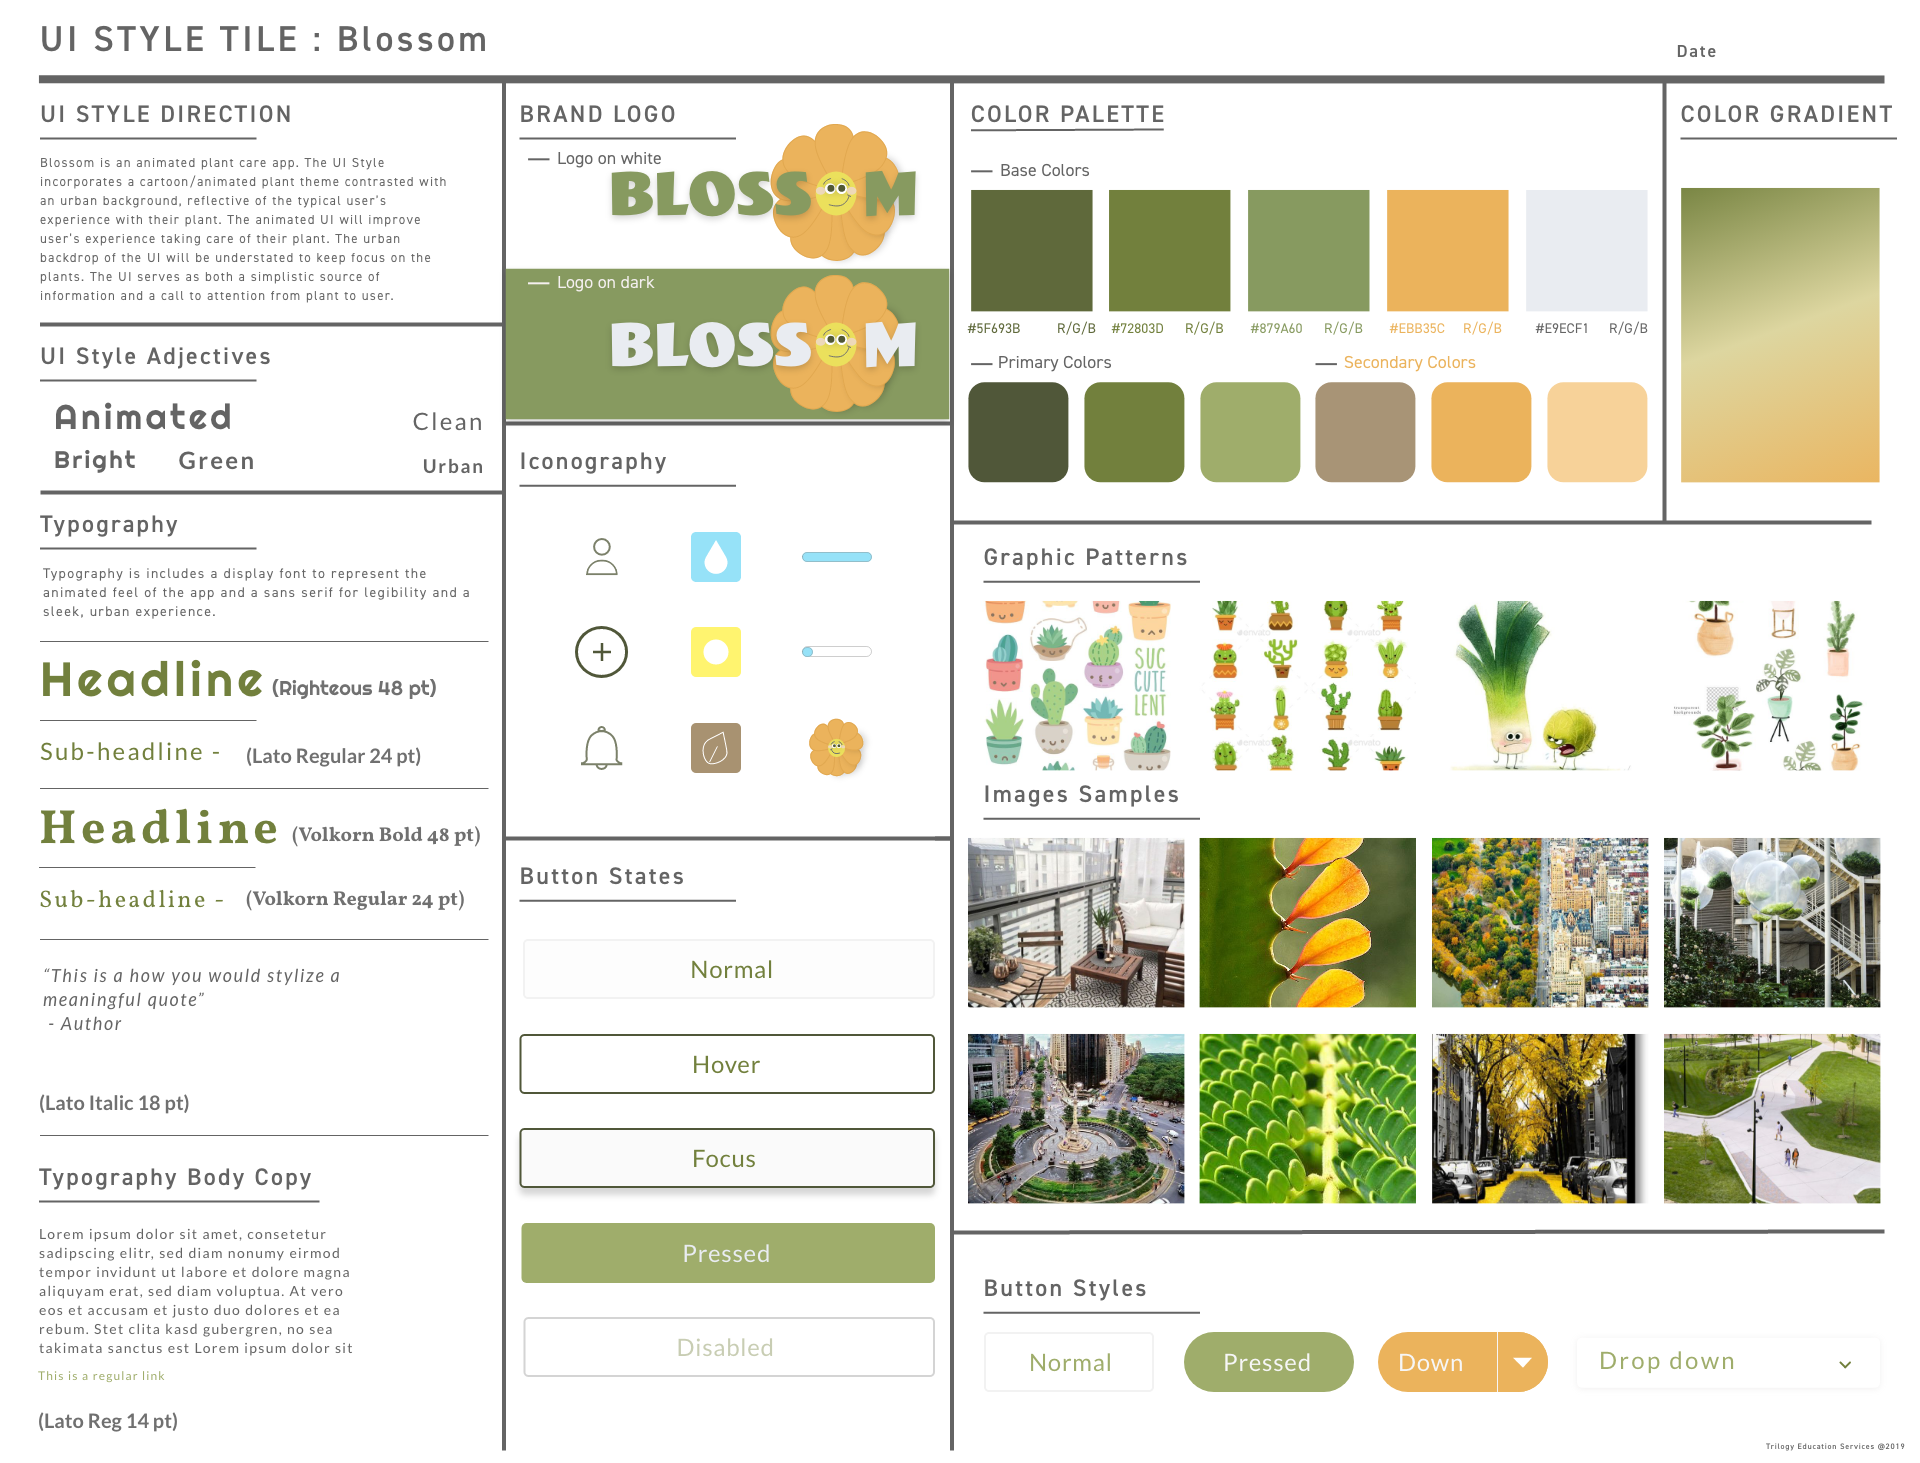 UI STYLE TILE : Blossom
Date
UI STYLE DIRECTION
Blossom is an animated plant care app. The UI Style
incorporates a cartoon/animated plant theme contrasted with
an urban background, reflective of the typical user's
experience with their plant. The animated UI will improve
user's experience taking care of their plant. The urban
backdrop of the UI will be understated to keep focus on the
plants. The UI serves as both a simplistic source of
information and a call to attention from plant to user.
UI Style Adjectives
Animated
Clean
Bright
Green
Urban
Typography
Typography is includes a display font to represent the
animated feel of the app and a sans serif for legibility and a
sleek, urban experience.
Headline (Righteous 48 pt)
Sub-headline - (Lato Regular 24 pt)
Headline (Volkorn Bold 48 pt)
Sub-headline - (Volkorn Regular 24 pt)
“This is a how you would stylize a
meaningful quote”
- Author
(Lato Italic 18 pt)
Typography Body Copy
Lorem ipsum dolor sit amet, consetetur
sadipscing elitr, sed diam nonumy eirmod
tempor invidunt ut labore et dolore magna
aliquyam erat, sed diam voluptua. At vero
eos et accusam et justo duo dolores et ea
rebum. Stet clita kasd gubergren, no sea
takimata sanctus est Lorem ipsum dolor sit
This is a regular link
(Lato Reg 14 pt)
BRAND LOGO
Logo on white
BLOSSOM
Logo on dark
BLOSSOM
Iconography
Button States
Normal
Hover
Focus
Pressed
Disabled
COLOR PALETTE
Base Colors
#5F693B R/G/B #72803D R/G/B #879A60 R/G/B #EBB35C R/G/B #E9ECF1 R/G/B
Primary Colors
Secondary Colors
COLOR GRADIENT
Graphic Patterns
SUC
CUTE
LENT
Images Samples
Button Styles
Normal
Pressed
Down
Drop down
Trilogy Education Services @2019